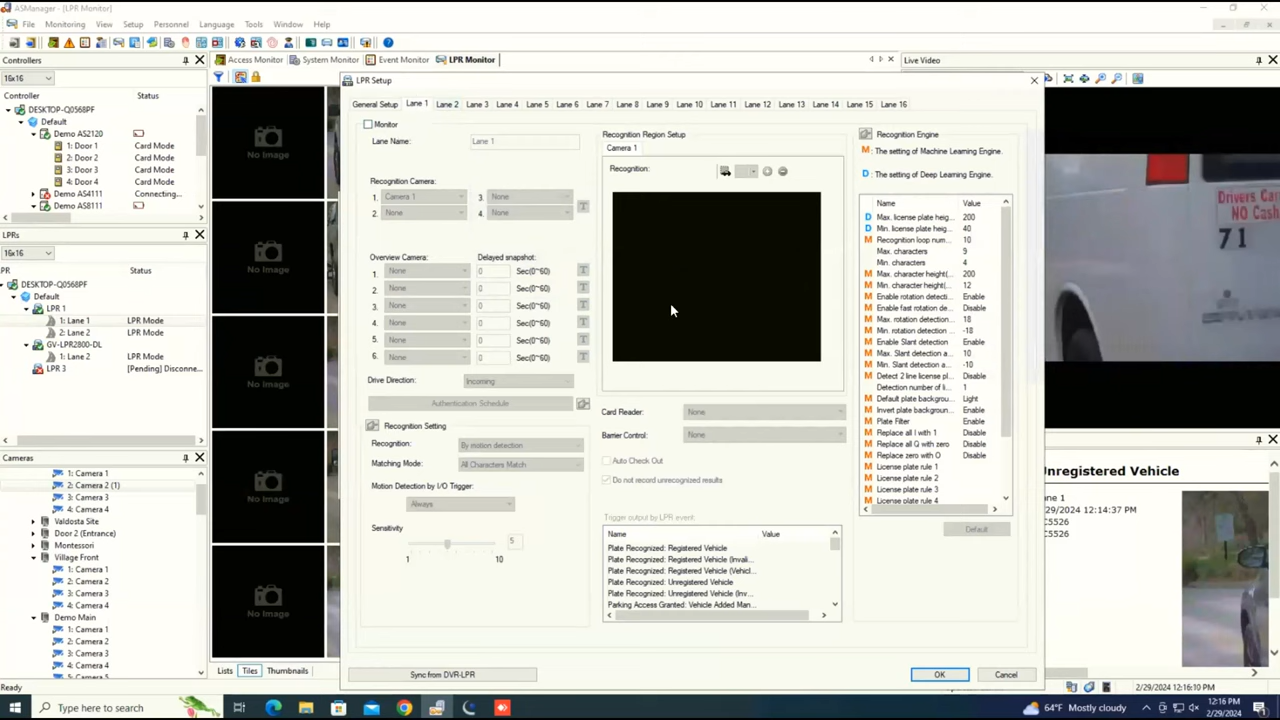 ASManager - [LPR Monitor]
File Monitoring View Setup Personnel Language Tools Window Help
Controllers
16x16
Controller Status
DESKTOP-Q0568PF
Default
Demo AS2120
1: Door 1 Card Mode
2: Door 2 Card Mode
3: Door 3 Card Mode
4: Door 4 Card Mode
Demo AS4111 Connecting...
Demo AS8111
LPRs
16x16
Status
DESKTOP-Q0568PF
Default
LPR 1
1: Lane 1 LPR Mode
2: Lane 2 LPR Mode
GV-LPR2800-DL
1: Lane 2 LPR Mode
LPR 3 [Pending] Disconne...
Cameras
1: Camera 1
2: Camera 2 (1)
3: Camera 3
4: Camera 4
Valdosta Site
Door 2 (Entrance)
Montessori
Village Front
1: Camera 1
2: Camera 2
3: Camera 3
4: Camera 4
Demo Main
1: Camera 1
2: Camera 2
3: Camera 3
4: Camera 4
Ready
Access Monitor System Monitor Event Monitor LPR Monitor
No Image
No Image
No Image
No Image
No Image
Lists Tiles Thumbnails
LPR Setup
General Setup Lane 1 Lane 2 Lane 3 Lane 4 Lane 5 Lane 6 Lane 7 Lane 8 Lane 9 Lane 10 Lane 11 Lane 12 Lane 13 Lane 14 Lane 15 Lane 16
Monitor
Lane Name: Lane 1
Recognition Camera:
1. Camera 1 3. None
2. None 4. None
Overview Camera: Delayed snapshot:
1. None 0 Sec(0~60)
2. None 0 Sec(0~60)
3. None 0 Sec(0~60)
4. None 0 Sec(0~60)
5. None 0 Sec(0~60)
6. None 0 Sec(0~60)
Drive Direction: Incoming
Authentication Schedule
Recognition Setting
Recognition: By motion detection
Matching Mode: All Characters Match
Motion Detection by I/O Trigger:
Always
Sensitivity
5
1 10
Sync from DVR-LPR
Recognition Region Setup
Camera 1
Recognition:
Card Reader: None
Barrier Control: None
Auto Check Out
Do not record unrecognized results
Trigger output by LPR event:
Name Value
Plate Recognized: Registered Vehicle
Plate Recognized: Registered Vehicle (Invali...
Plate Recognized: Registered Vehicle (Vehicl...
Plate Recognized: Unregistered Vehicle
Plate Recognized: Unregistered Vehicle (Inv...
Parking Access Granted: Vehicle Added Man...
Recognition Engine
M: The setting of Machine Learning Engine.
D: The setting of Deep Learning Engine.
Name Value
D Max. license plate heig... 200
D Min. license plate heig... 40
M Recognition loop num... 10
Max. characters 9
Min. characters 4
M Max. character height(... 200
M Min. character height(... 12
M Enable rotation detecti... Enable
M Enable fast rotation de... Disable
M Max. rotation detection... 18
M Min. rotation detection... -18
M Enable Slant detection Enable
M Max. Slant detection a... 10
M Min. Slant detection a... -10
M Detect 2 line license pl... Disable
Detection number of li... 1
M Default plate backgrou... Light
M Invert plate backgroun... Enable
M Plate Filter Enable
M Replace all I with 1 Disable
M Replace all Q with zero Disable
M Replace zero with O Disable
M License plate rule 1
M License plate rule 2
M License plate rule 3
M License plate rule 4
Default
OK Cancel
Live Video
Drivers Car
NO Cash
71
Unregistered Vehicle
2/29/2024 12:14:37 PM
2/29/2024 12:16:10 PM
Type here to search
64°F Mostly cloudy
12:16 PM
2/29/2024